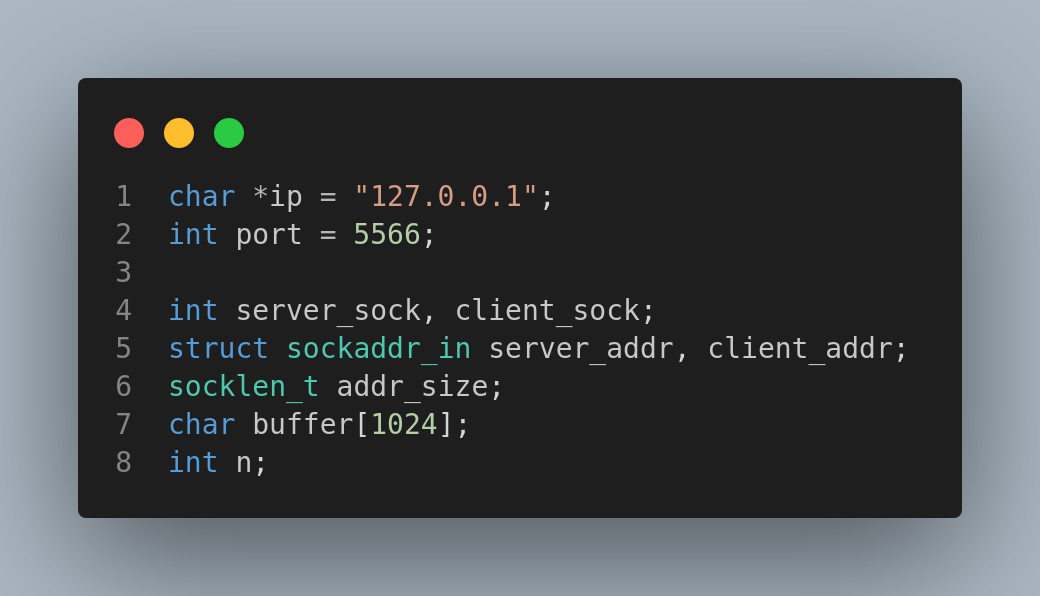 1 char *ip = "127.0.0.1";
2 int port = 5566;
3
4 int server_sock, client_sock;
5 struct sockaddr_in server_addr, client_addr;
6 socklen_t addr_size;
7 char buffer[1024];
8 int n;